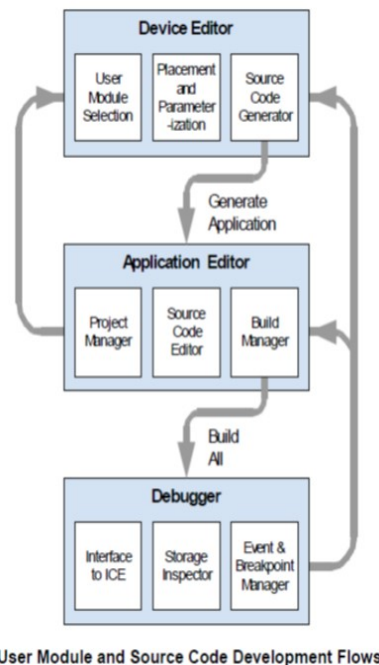 Device Editor
User
Module
Selection
Placement
and
Parameter
-ization
Source
Code
Generator
Generate
Application
Application Editor
Project
Manager
Source
Code
Editor
Build
Manager
Build
All
Debugger
Interface
to ICE
Storage
Inspector
Event &
Breakpoint
Manager
User Module and Source Code Development Flows